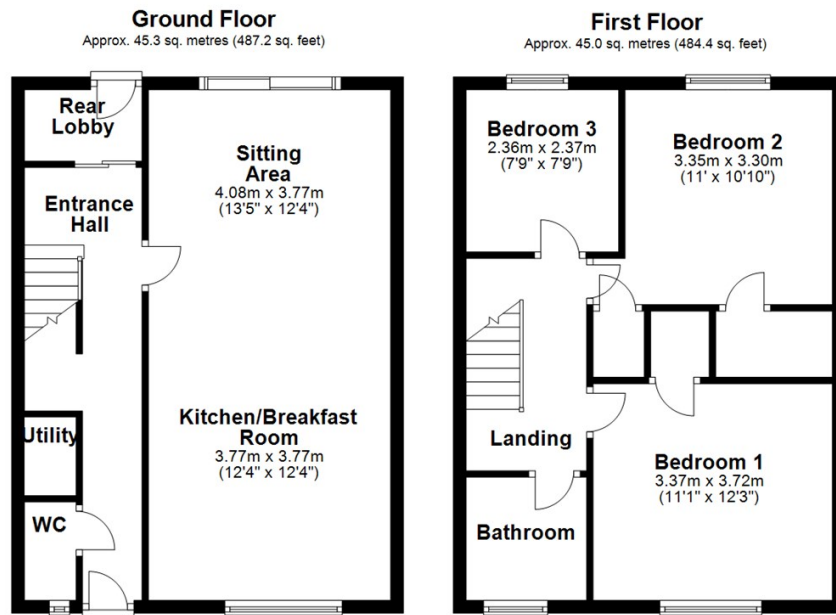 Ground Floor
Approx. 45.3 sq. metres (487.2 sq. feet)
Rear
Lobby
Sitting
Area
4.08m x 3.77m
(13'5" x 12'4")
Entrance
Hall
Kitchen/Breakfast
Room
3.77m x 3.77m
(12'4" x 12'4")
Utility
WC
First Floor
Approx. 45.0 sq. metres (484.4 sq. feet)
Bedroom 3
2.36m x 2.37m
(7'9" x 7'9")
Bedroom 2
3.35m x 3.30m
(11' x 10'10")
Landing
Bedroom 1
3.37m x 3.72m
(11'1" x 12'3")
Bathroom